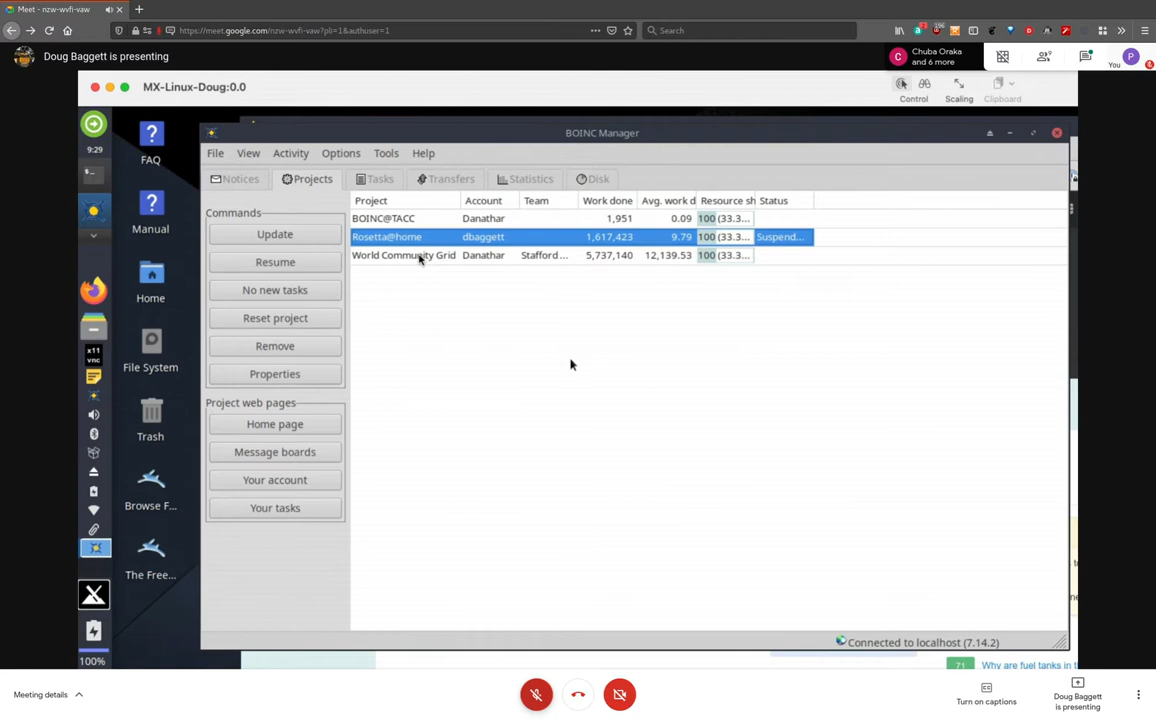 Meet - nzw-wvfi-vaw
https://meet.google.com/nzw-wvfi-vaw?pli=1&authuser=1
Search
Doug Baggett is presenting
C
Chuba Oraka
and 6 more
You
P
MX-Linux-Doug:0.0
Control
Scaling
Clipboard
9:29
FAQ
Manual
Home
File System
Trash
Browse F...
The Free...
x11
vnc
100%
BOINC Manager
File View Activity Options Tools Help
Notices Projects Tasks Transfers Statistics Disk
Commands
Update
Resume
No new tasks
Reset project
Remove
Properties
Project web pages
Home page
Message boards
Your account
Your tasks
Project Account Team Work done Avg. work d Resource sh Status
BOINC@TACC Danathar 1,951 0.09 100 (33.3...
Rosetta@home dbaggett 1,617,423 9.79 100 (33.3... Suspend...
World Community Grid Danathar Stafford ... 5,737,140 12,139.53 100 (33.3...
Connected to localhost (7.14.2)
71 Why are fuel tanks in t
Meeting details
Turn on captions
Doug Baggett
is presenting